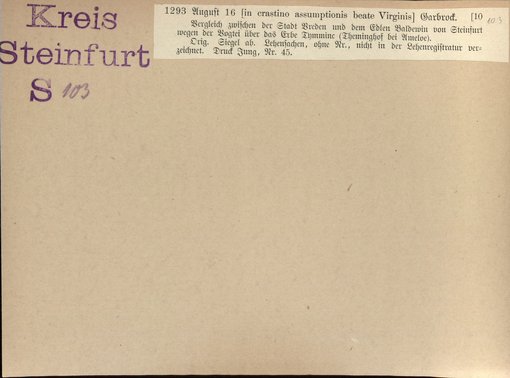 Kreis
Steinfurt
S 103
1293 August 16 [in crastino assumptionis beate Virginis] Garbrock. [10 103
Vergleich zwischen der Stadt Vreden und dem Edlen Baldewin von Steinfurt
wegen der Vogtei über das Erbe Tymminc (Theminghof bei Ameloe).
Orig. Siegel ab. Lehensachen, ohne Nr., nicht in der Lehenregistratur ver-
zeichnet. Druck Jung, Nr. 45.